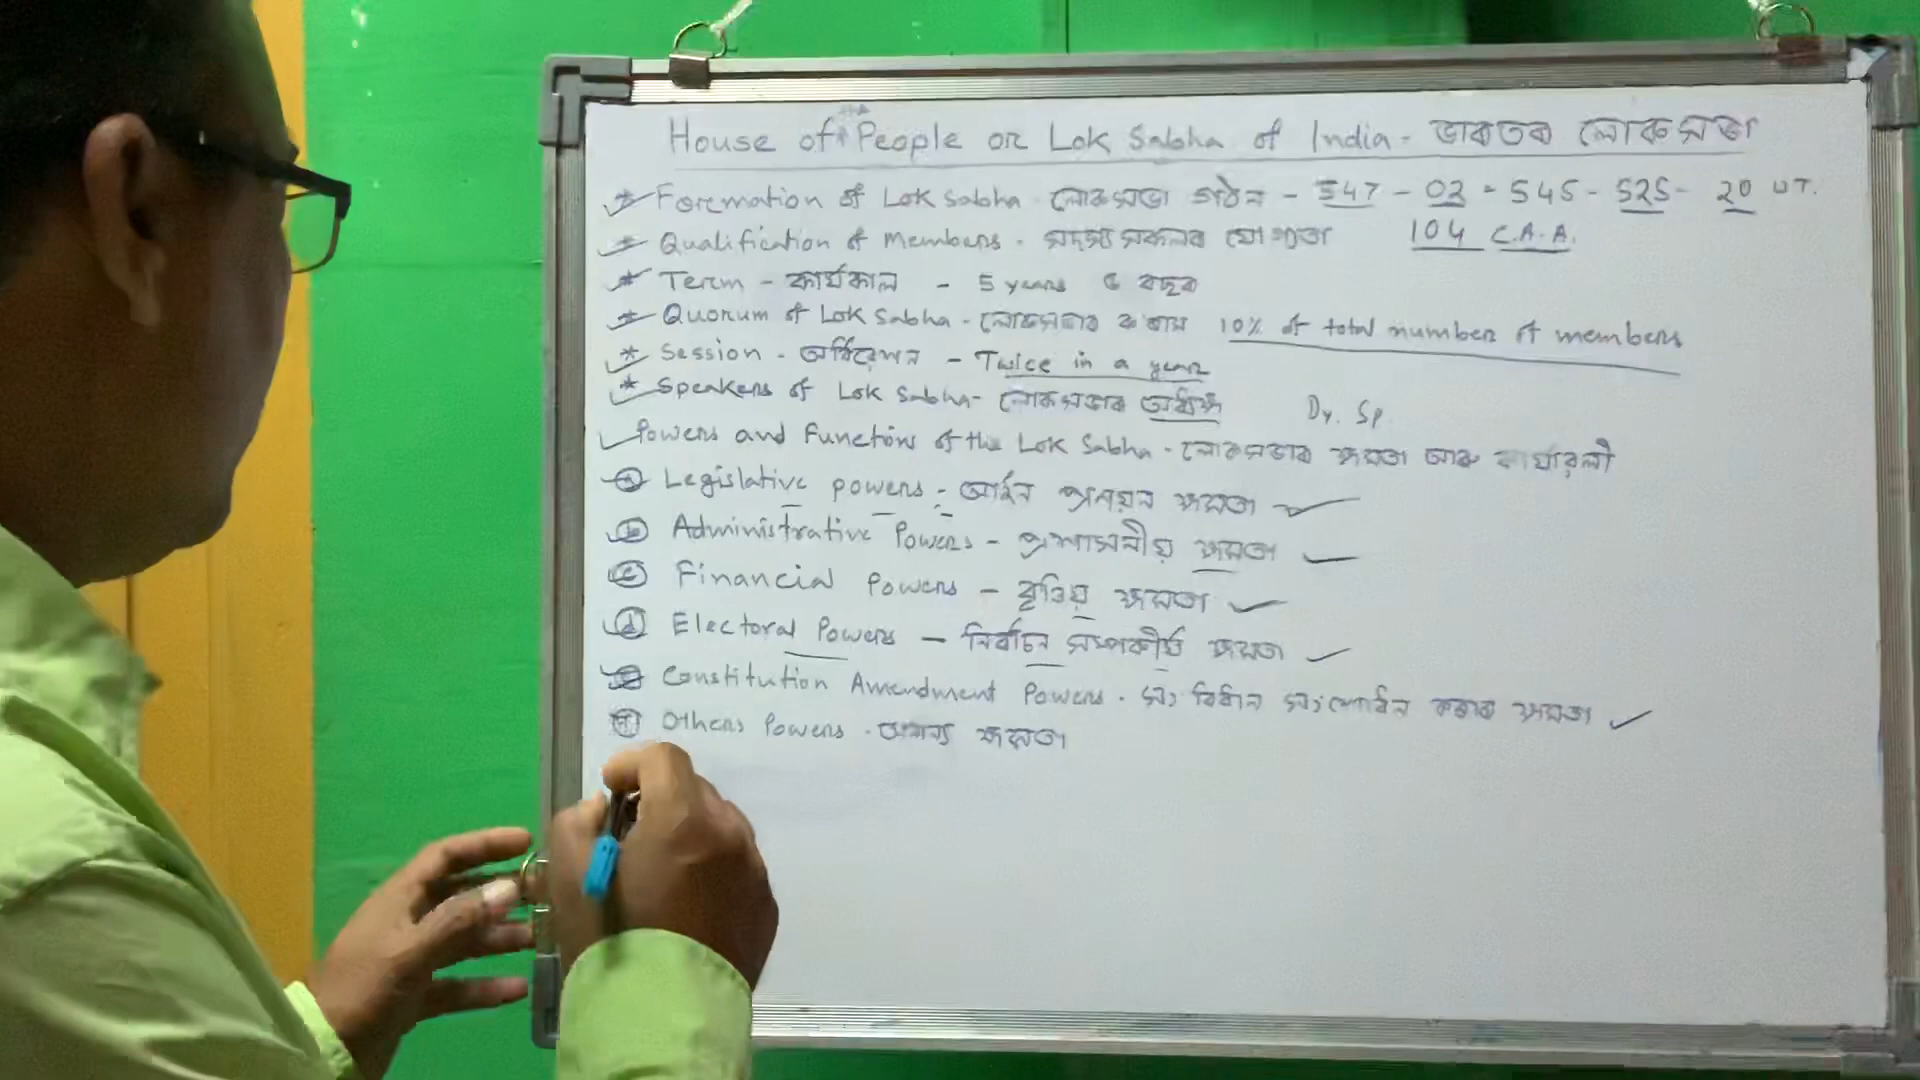 House of the People or Lok Sabha of India - ভাৰতৰ লোকসভা
* Formation of Lok Sabha - লোকসভা গঠন - 547 - 02 - 545 - 525 - 20 UT.
* Qualification of Members - সদস্যসকলৰ যোগ্যতা 104 C.A.A.
* Term - কাৰ্যকাল - 5 years ৫ বছৰ
* Quorum of Lok Sabha - লোকসভাৰ 10% of total number of members
* Session - অধিৱেশন - Twice in a year
* Speakers of Lok Sabha - লোকসভাৰ অধ্যক্ষ Dy. Sp.
Powers and Functions of the Lok Sabha - লোকসভাৰ ক্ষমতা আৰু কাৰ্যাৱলী
(a) Legislative powers - আইন প্ৰণয়ন ক্ষমতা
(b) Administrative Powers - প্ৰশাসনীয় ক্ষমতা
(c) Financial Powers - ক্ষমতা
(d) Electoral Powers - নিৰ্বাচন সম্পৰ্কীয় ক্ষমতা
(e) Constitution Amendment Powers - সংবিধান সংশোধন কৰাৰ ক্ষমতা
Others Powers - অন্যান্য ক্ষমতা